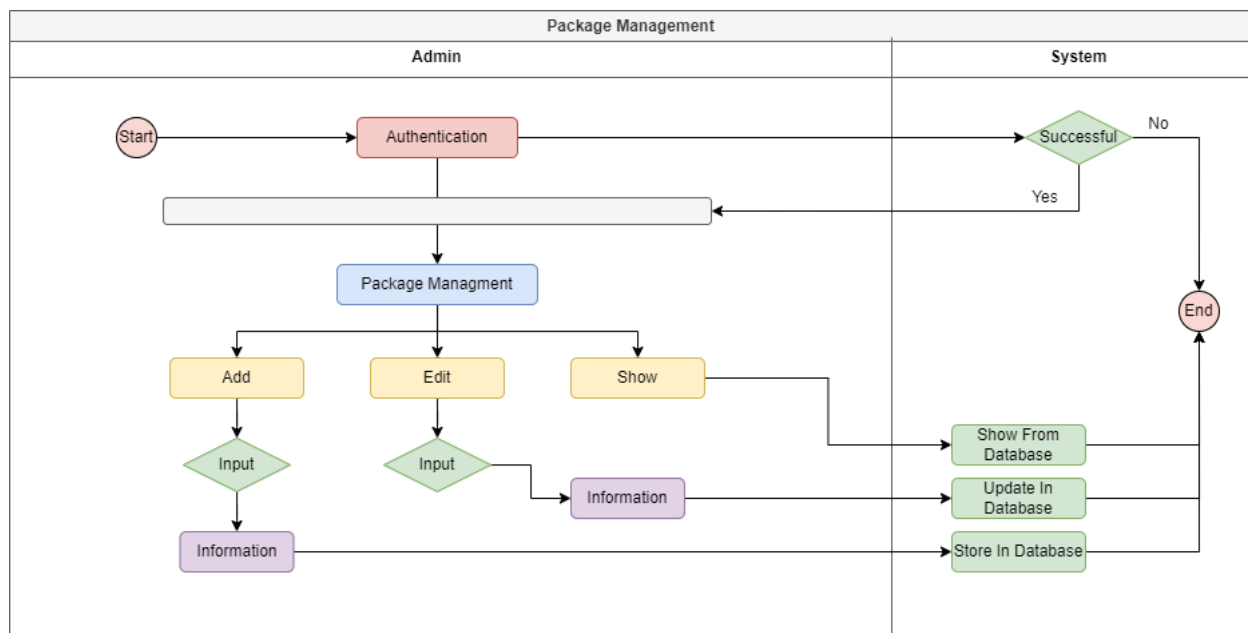 Package Management
Admin
System
Start
Authentication
Successful
No
Yes
Package Managment
End
Add
Edit
Show
Show From
Database
Input
Input
Information
Update In
Database
Information
Store In Database